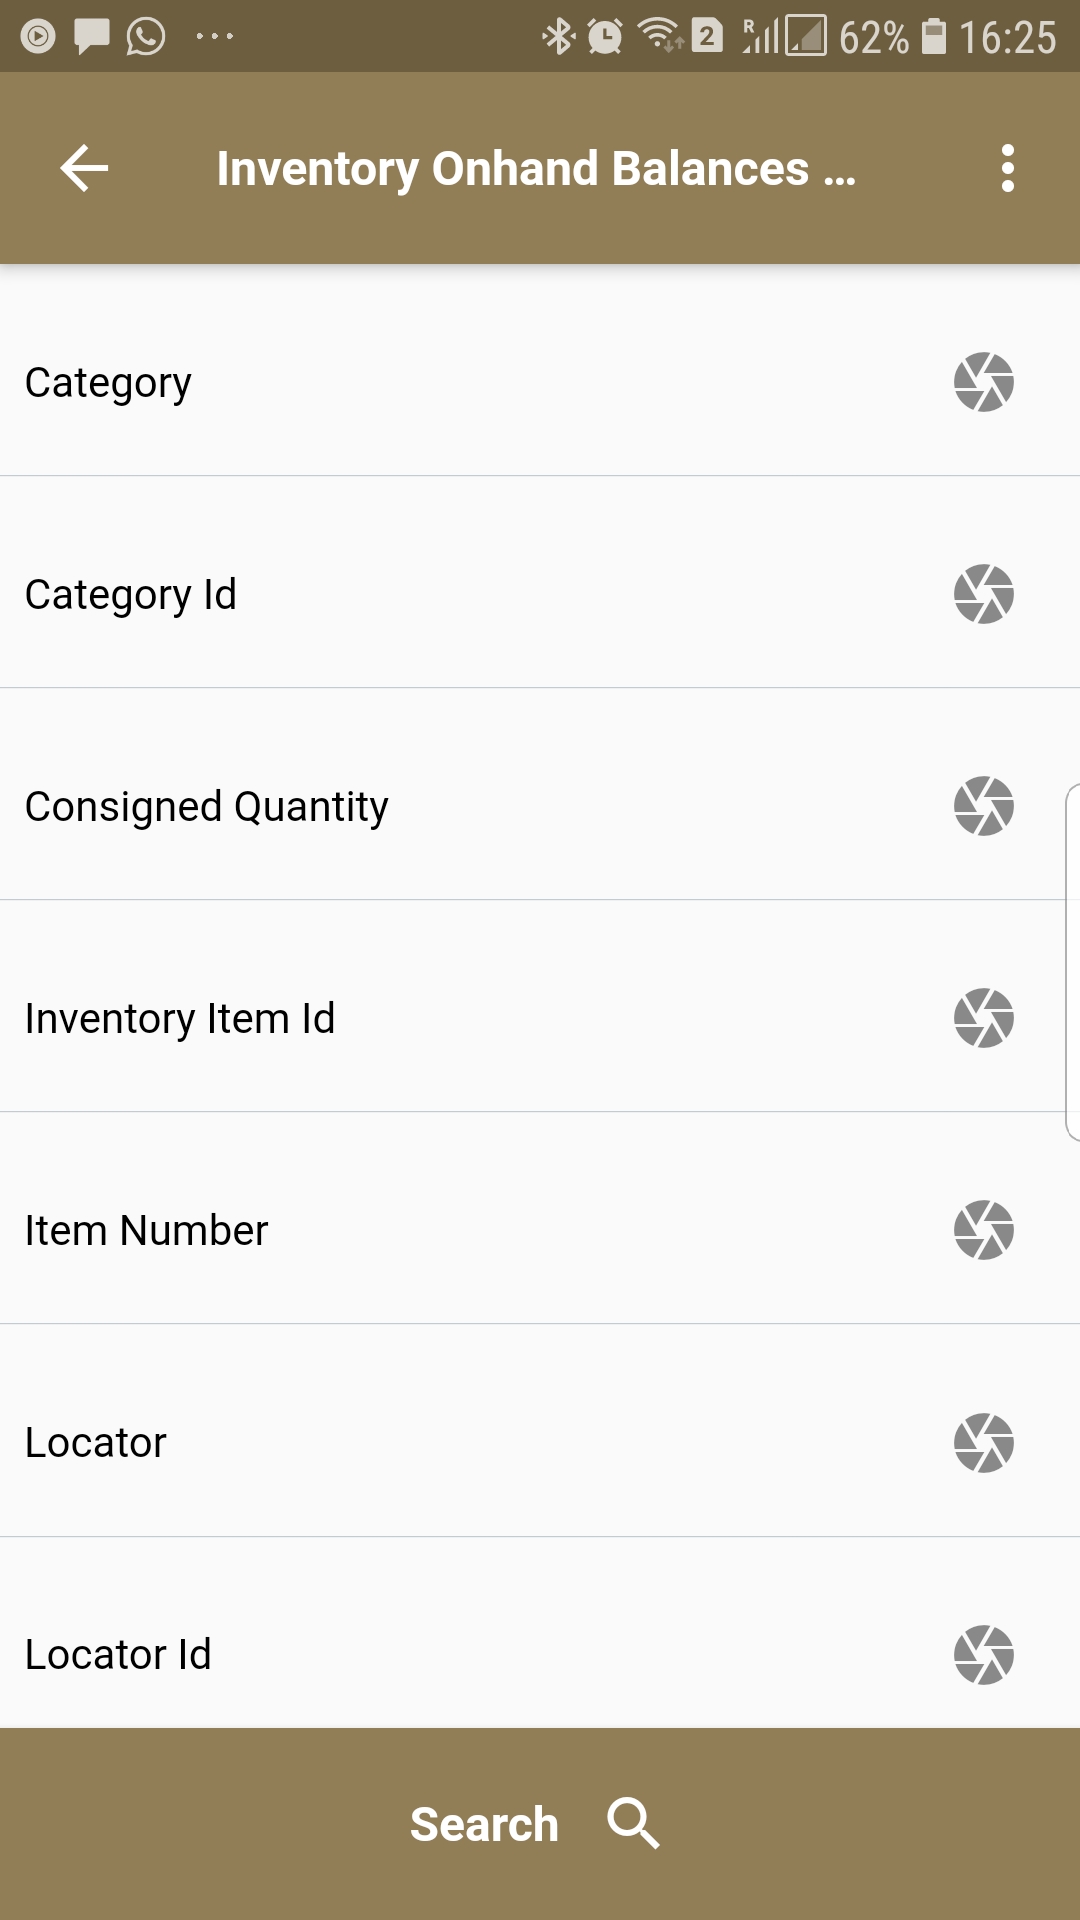 2 R 62% 16:25
Inventory Onhand Balances ...
Category
Category Id
Consigned Quantity
Inventory Item Id
Item Number
Locator
Locator Id
Search